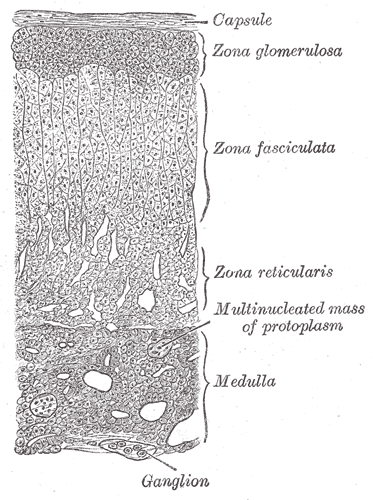 Capsule
Zona glomerulosa
Zona fasciculata
Zona reticularis
Multinucleated mass
of protoplasm
Medulla
Ganglion